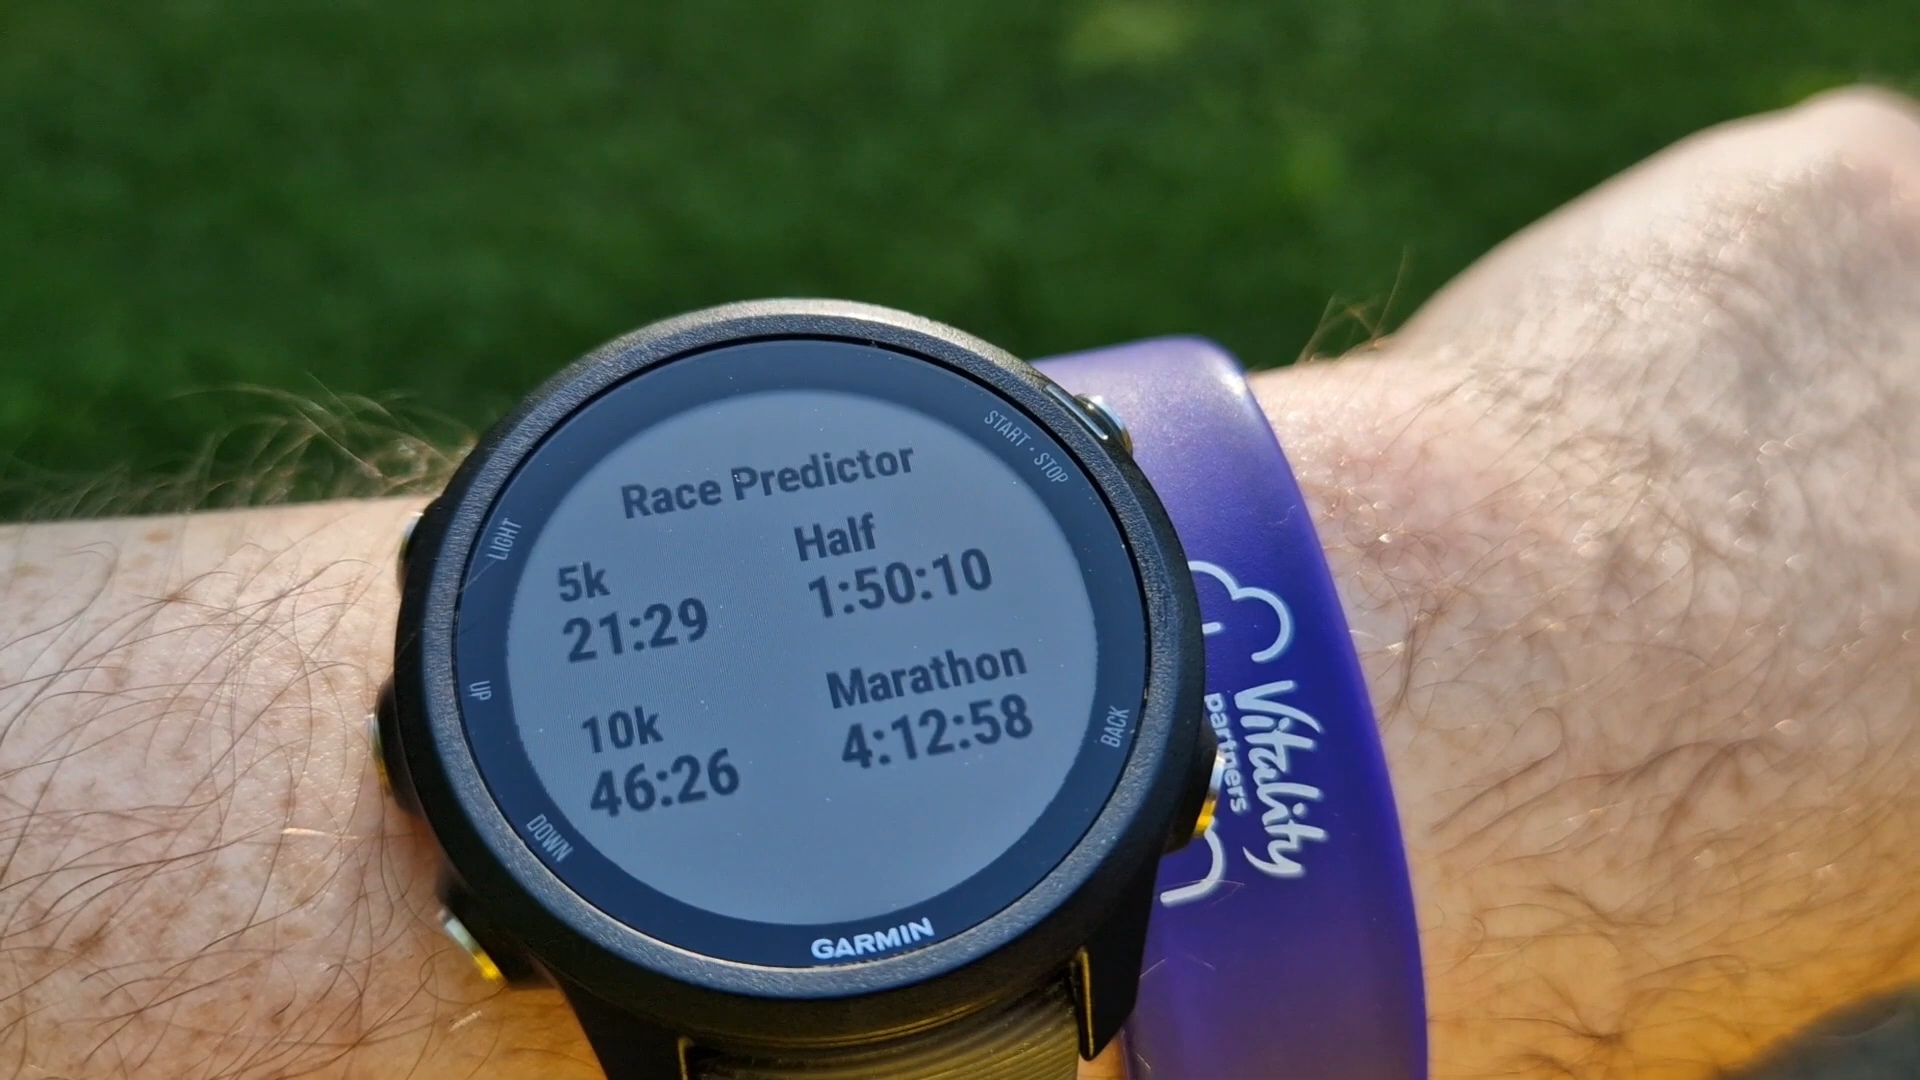 Race Predictor
5k
21:29
Half
1:50:10
10k
46:26
Marathon
4:12:58
START · STOP
LIGHT
UP
DOWN
BACK
GARMIN
Vitality
partners